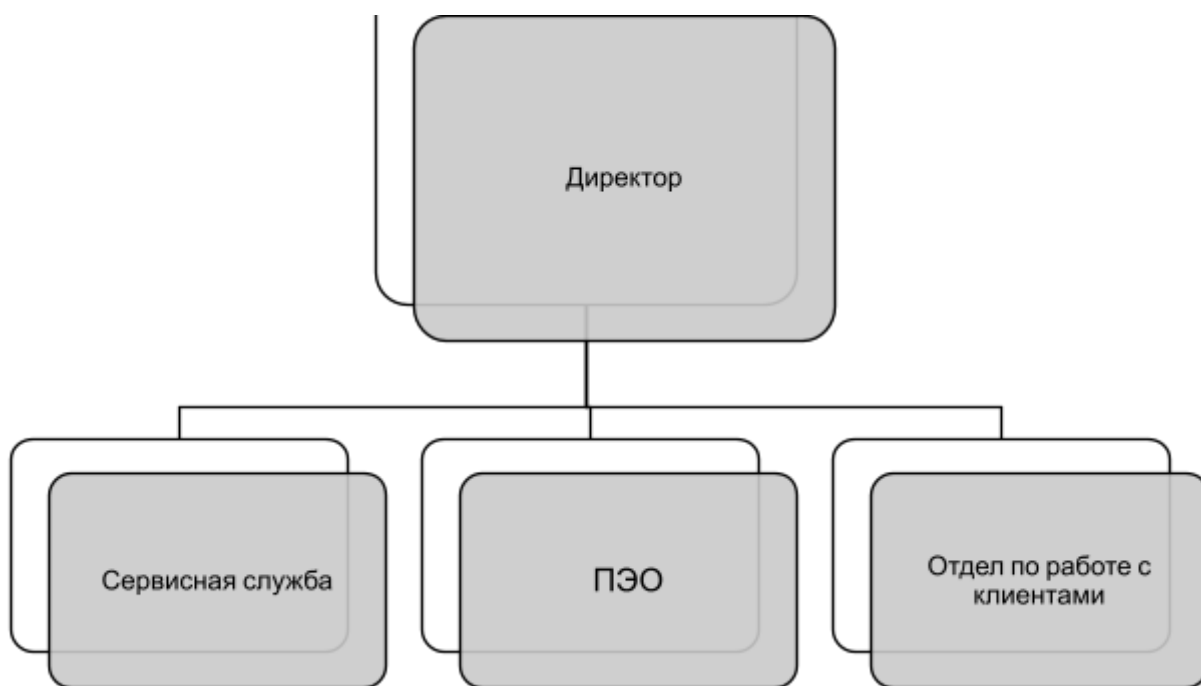 Директор
Сервисная служба
ПЭО
Отдел по работе с
клиентами